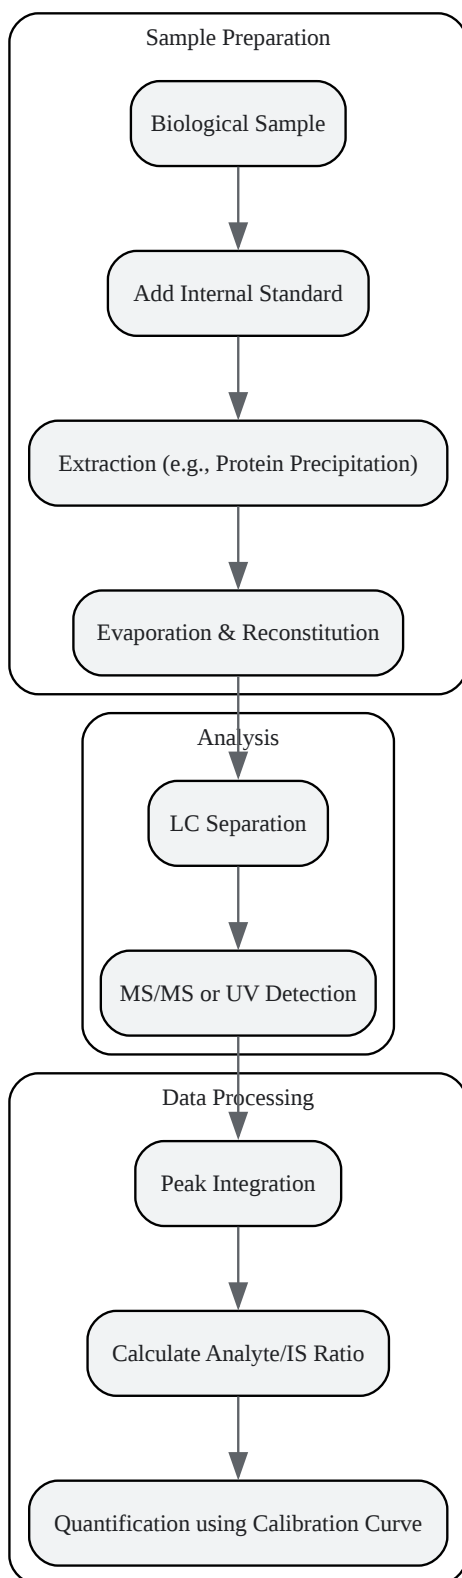 Sample Preparation
Biological Sample
Add Internal Standard
Extraction (e.g., Protein Precipitation)
Evaporation & Reconstitution
Analysis
LC Separation
MS/MS or UV Detection
Data Processing
Peak Integration
Calculate Analyte/IS Ratio
Quantification using Calibration Curve